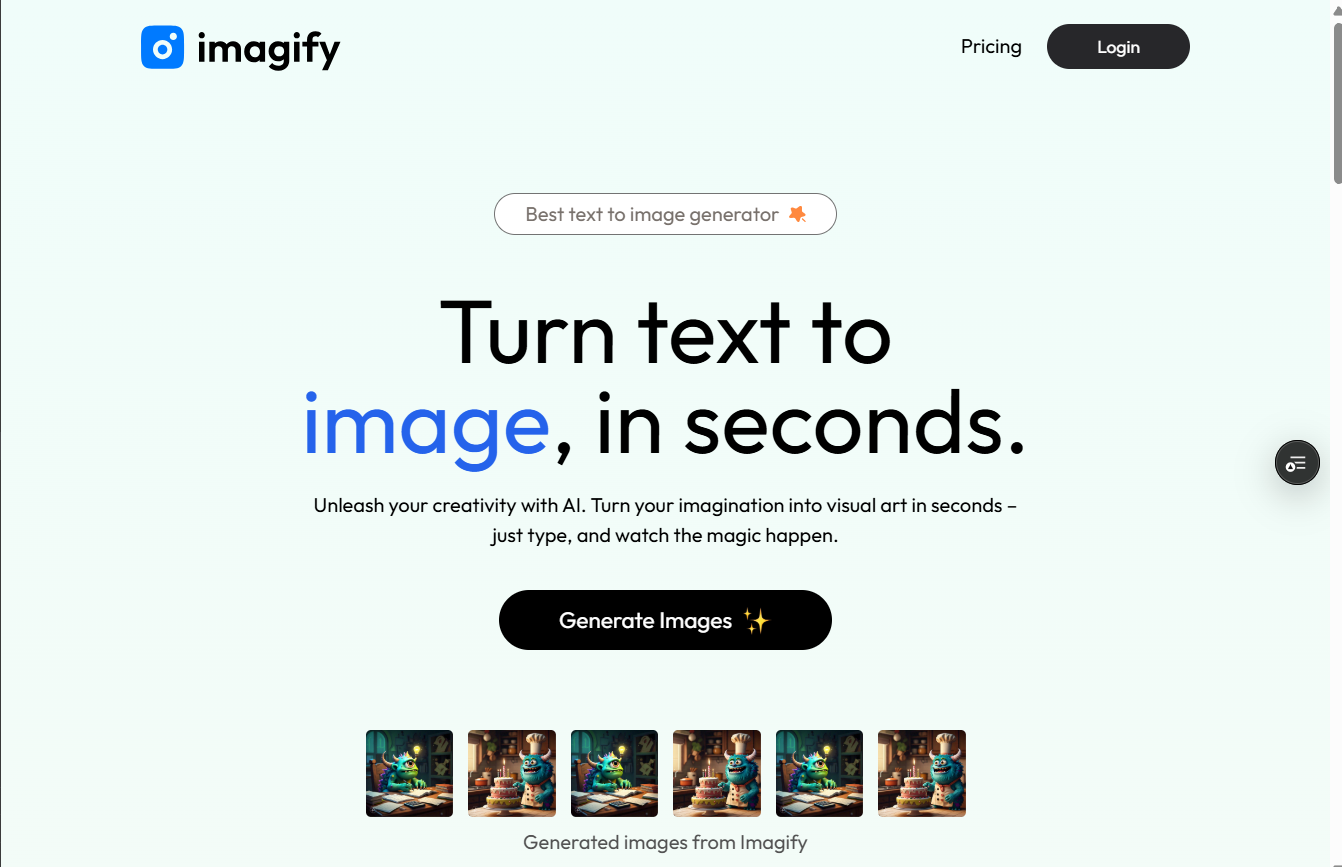 imagify
Pricing
Login
Best text to image generator
Turn text to
image, in seconds.
Unleash your creativity with AI. Turn your imagination into visual art in seconds –
just type, and watch the magic happen.
Generate Images ✨
Generated images from Imagify